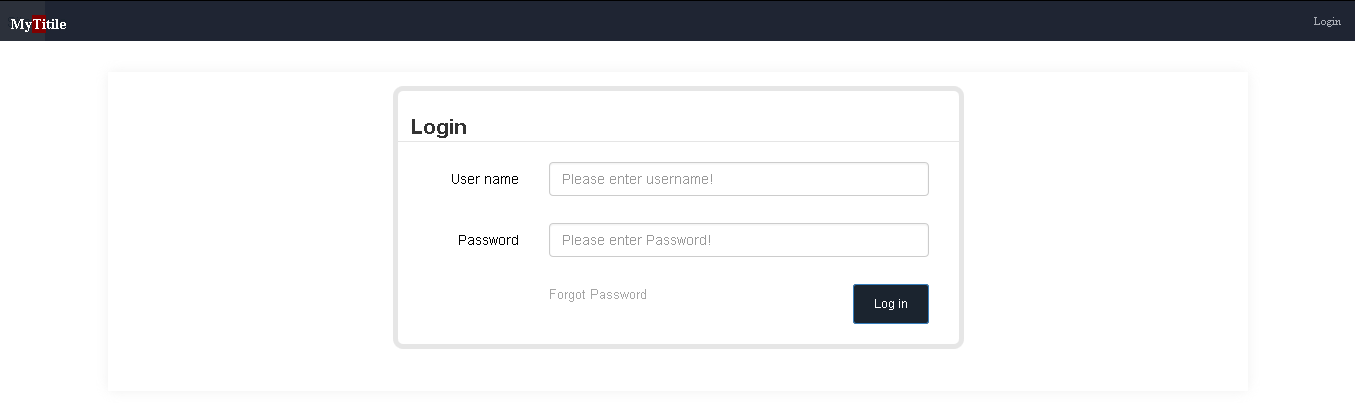 MyTitile
Login
Login
User name
Please enter username!
Password
Please enter Password!
Forgot Password
Log in